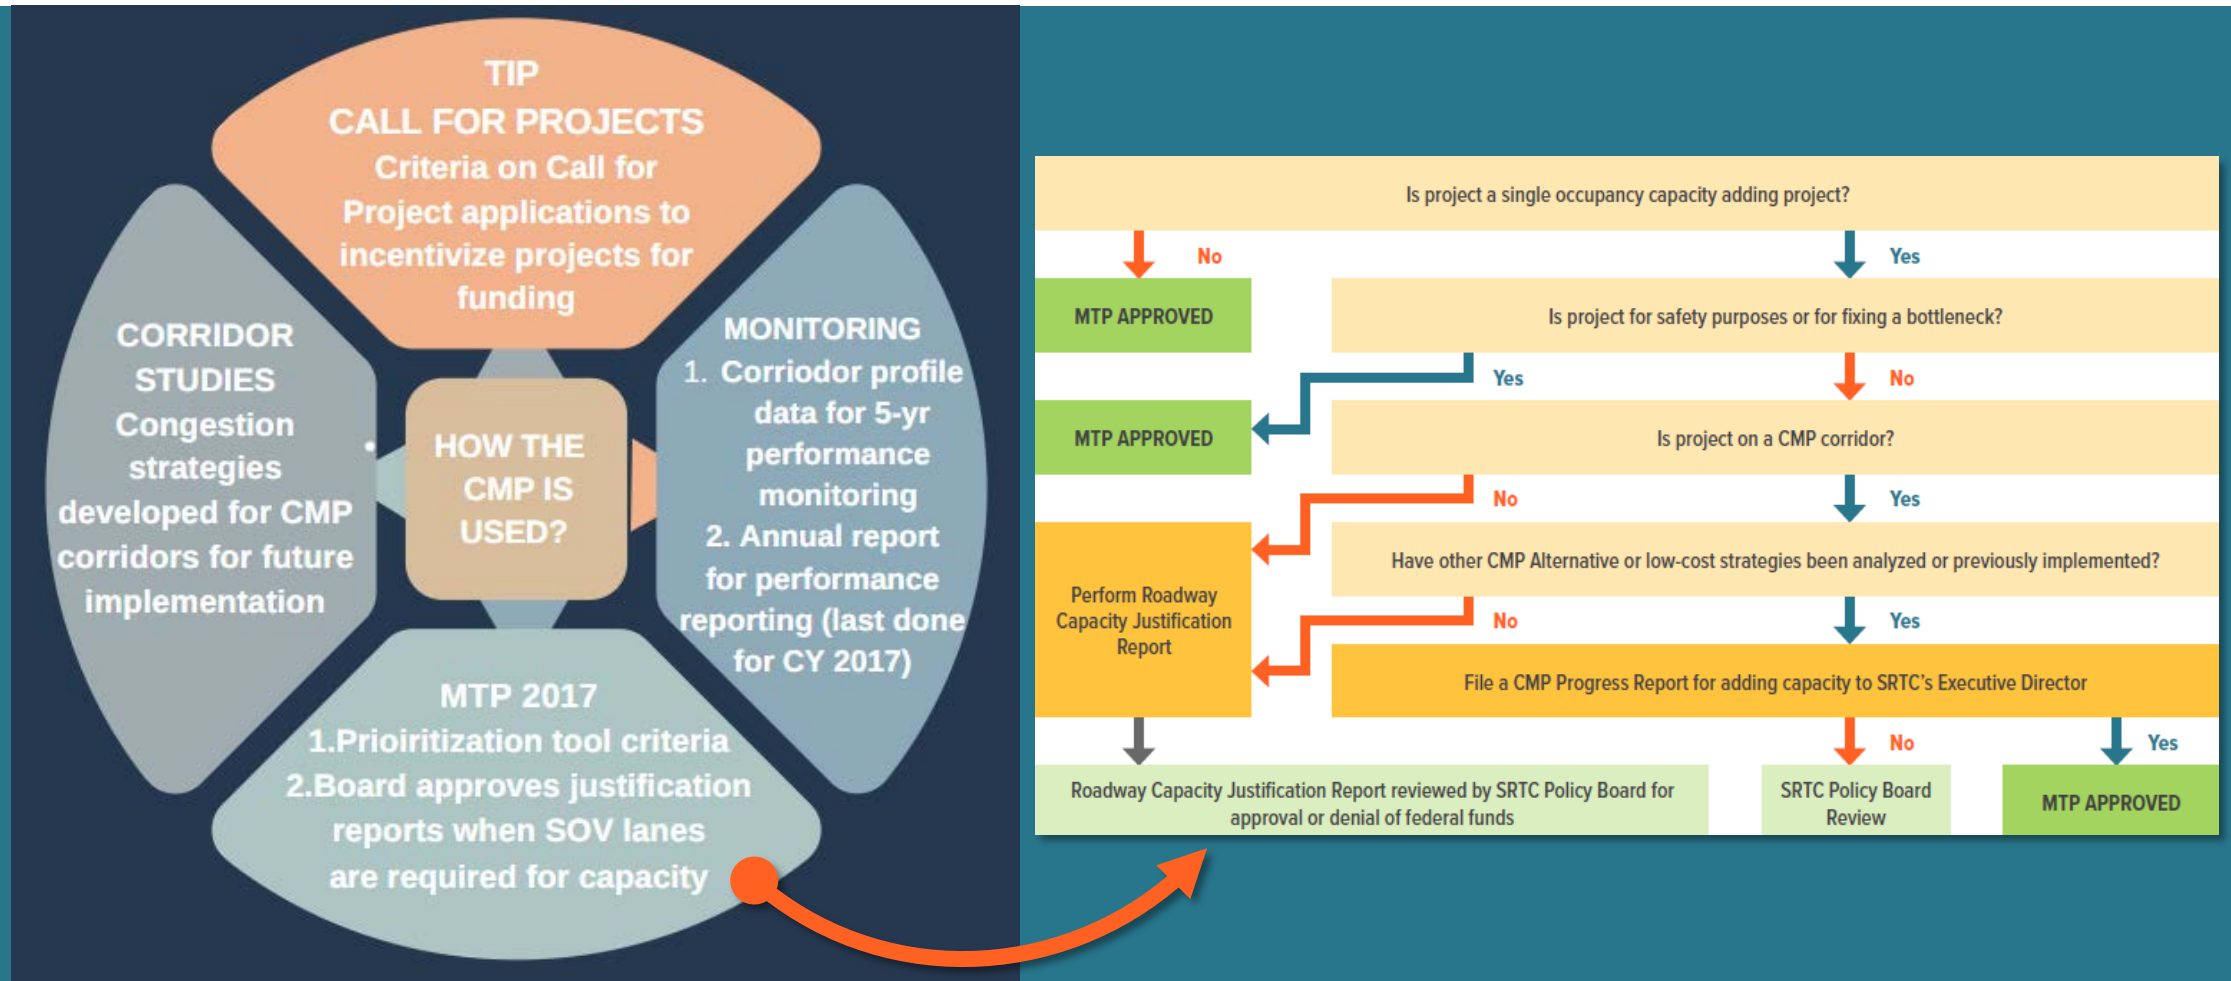 TIP
CALL FOR PROJECTS
Criteria on Call for
Project applications to
incentivize projects for
funding
CORRIDOR
STUDIES
Congestion
strategies
developed for CMP
corridors for future
implementation
HOW THE
CMP IS
USED?
MONITORING
1. Corriodor profile
data for 5-yr
performance
monitoring
2. Annual report
for performance
reporting (last done
for CY 2017)
MTP 2017
1.Prioiritization tool criteria
2.Board approves justification
reports when SOV lanes
are required for capacity
Is project a single occupancy capacity adding project?
No
Yes
MTP APPROVED
Is project for safety purposes or for fixing a bottleneck?
Yes
No
MTP APPROVED
Is project on a CMP corridor?
No
Yes
Perform Roadway
Capacity Justification
Report
Have other CMP Alternative or low-cost strategies been analyzed or previously implemented?
No
Yes
File a CMP Progress Report for adding capacity to SRTC's Executive Director
No
Yes
Roadway Capacity Justification Report reviewed by SRTC Policy Board for
approval or denial of federal funds
SRTC Policy Board
Review
MTP APPROVED